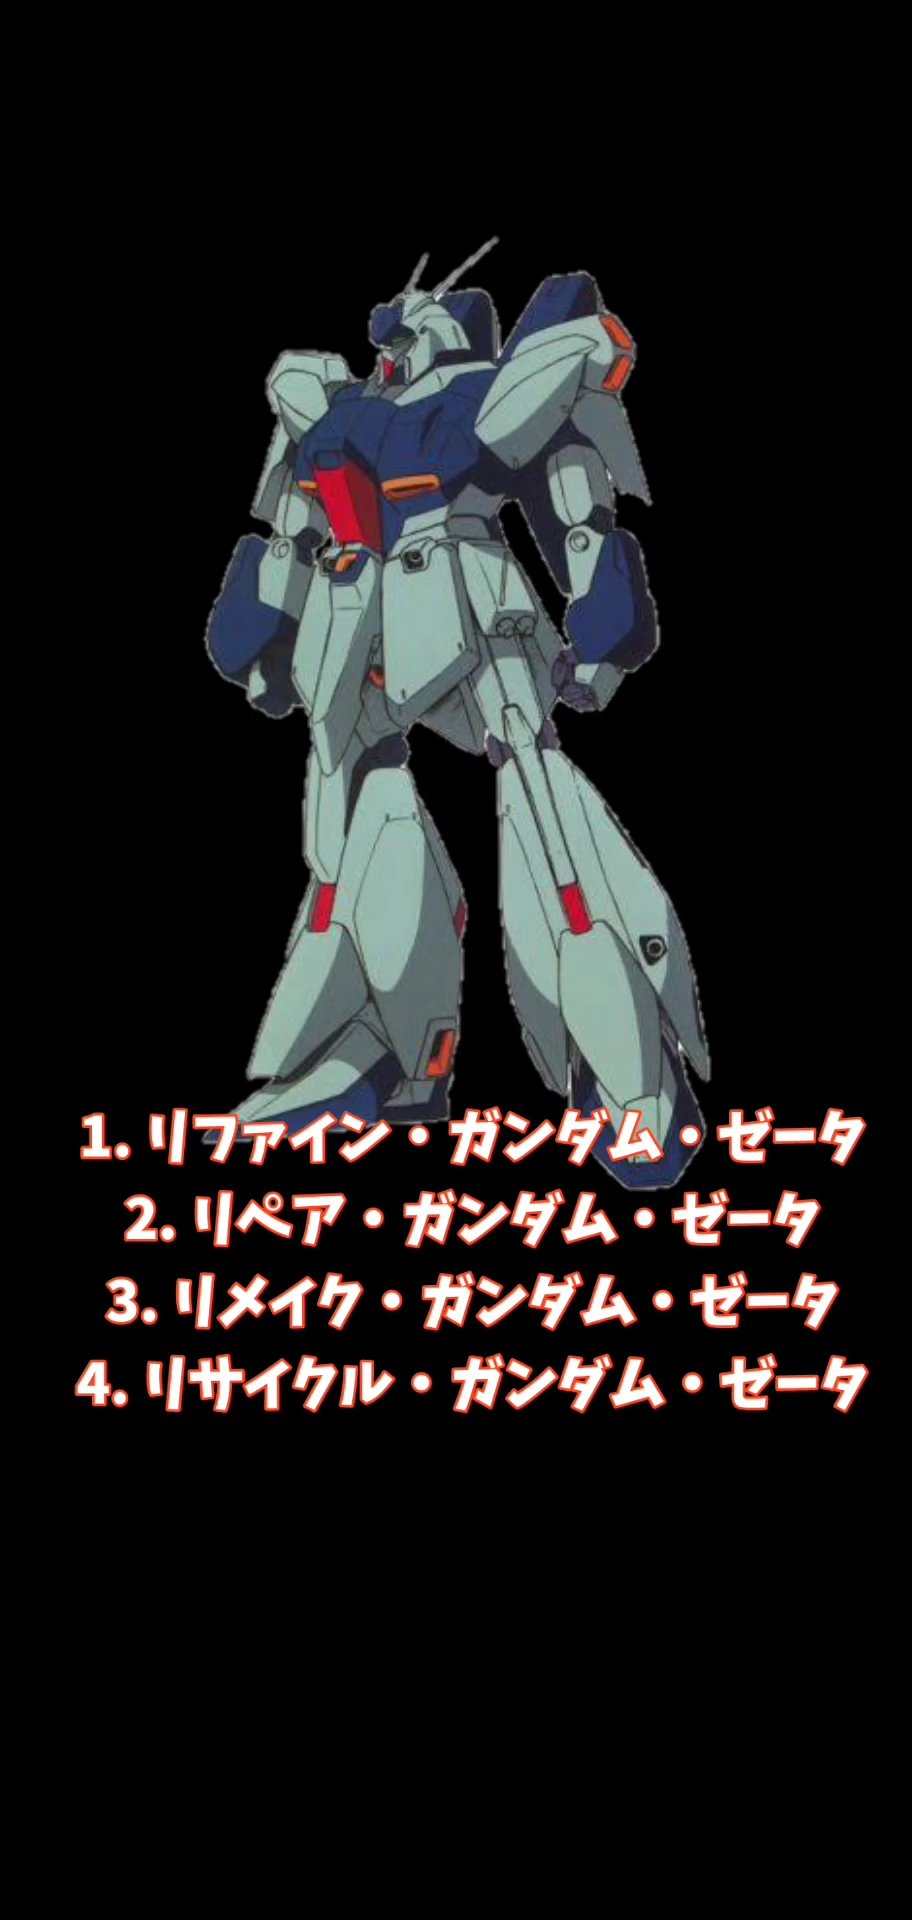 1. リファイン・ガンダム・ゼータ
2. リペア・ガンダム・ゼータ
3. リメイク・ガンダム・ゼータ
4. リサイクル・ガンダム・ゼータ